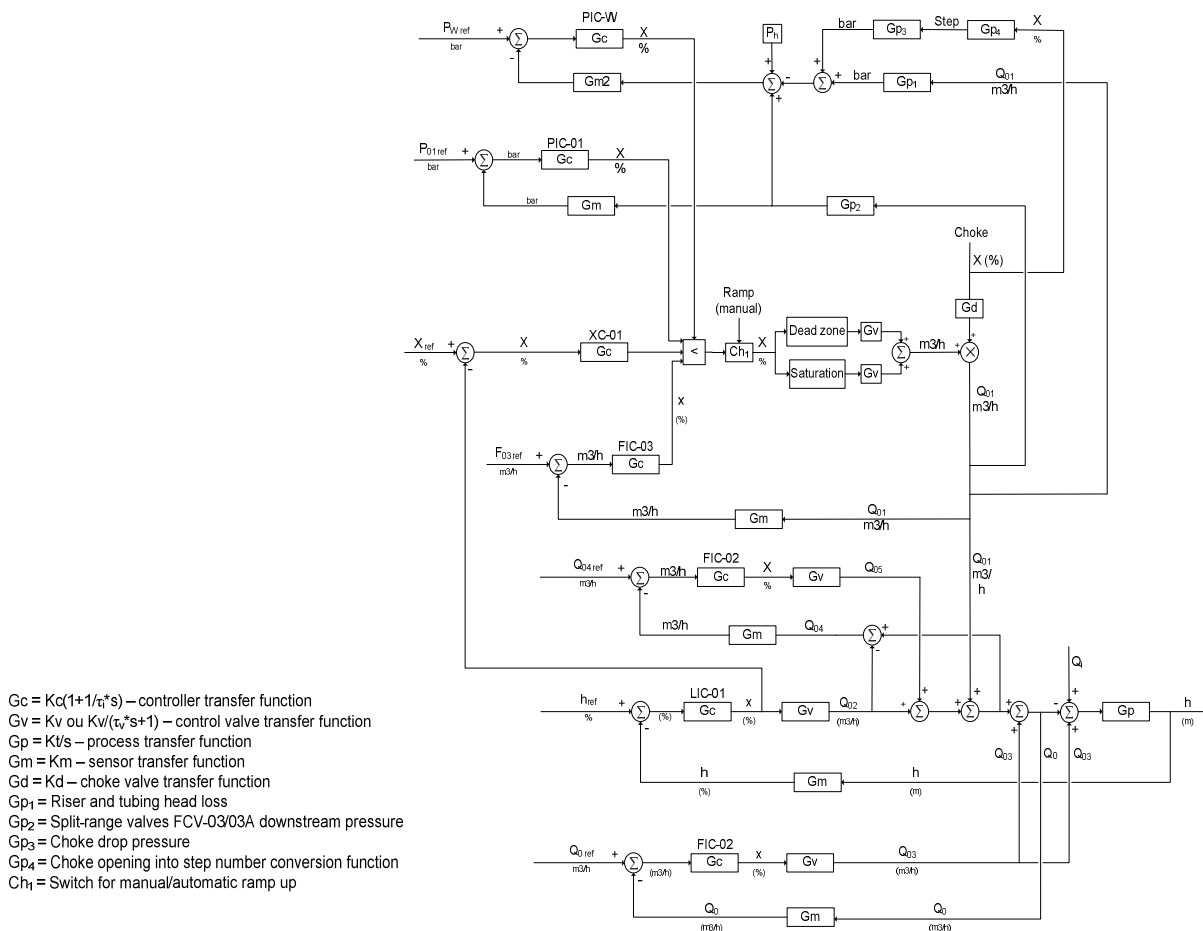 PIC-W
P_W ref
bar
+
Σ
-
Gc
X
%
Gm2
P_h
+
Σ
-
+
bar
Gp₃
Step
Gp₄
X
%
+
Σ
+
bar
Gp₁
Q₀₁
m3/h
PIC-01
P₀₁ ref
bar
+
Σ
-
bar
Gc
X
%
bar
Gm
Gp₂
Choke
X (%)
Gd
Ramp
(manual)
XC-01
X ref
%
+
Σ
-
X
%
Gc
<
Ch₁
X
%
Dead zone
Gv
Saturation
Gv
+
Σ
+
m3/h
+
+
X
Q₀₁
m3/h
x
(%)
FIC-03
F₀₃ ref
m3/h
+
Σ
-
m3/h
Gc
m3/h
Gm
Q₀₁
m3/h
FIC-02
Q₀₄ ref
m3/h
+
Σ
-
m3/h
Gc
X
%
Gv
Q₀₅
Q₀₁
m3/
h
m3/h
Gm
Q₀₄
Σ
+
-
Qᵢ
LIC-01
h ref
%
+
Σ
-
(%)
Gc
x
(%)
Gv
Q₀₂
(m3/h)
+
+
Σ
+
+
Σ
+
+
Σ
Q₀₃
Q₀
-
+
Σ
+
Q₀₃
Gp
h
(m)
h
(%)
Gm
h
(m)
FIC-02
Q₀ ref
m3/h
+
Σ
-
(m3/h)
Gc
x
(%)
Gv
Q₀₃
(m3/h)
Q₀
(m3/h)
Gm
Q₀
(m3/h)
Gc = Kc(1+1/τᵢ*s) – controller transfer function
Gv = Kv ou Kv/(τᵥ*s+1) – control valve transfer function
Gp = Kt/s – process transfer function
Gm = Km – sensor transfer function
Gd = Kd – choke valve transfer function
Gp₁ = Riser and tubing head loss
Gp₂ = Split-range valves FCV-03/03A downstream pressure
Gp₃ = Choke drop pressure
Gp₄ = Choke opening into step number conversion function
Ch₁ = Switch for manual/automatic ramp up